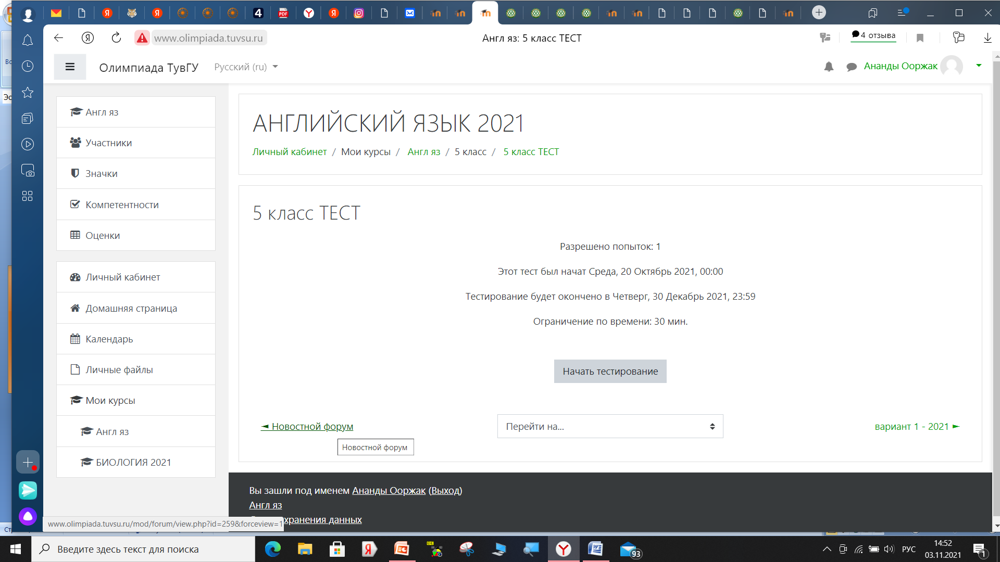 www.olimpiada.tuvsu.ru
Англ яз: 5 класс ТЕСТ
4 отзыва
Олимпиада ТувГУ
Русский (ru)
Ананды Ооржак
Англ яз
Участники
Значки
Компетентности
Оценки
Личный кабинет
Домашняя страница
Календарь
Личные файлы
Мои курсы
Англ яз
БИОЛОГИЯ 2021
АНГЛИЙСКИЙ ЯЗЫК 2021
Личный кабинет / Мои курсы / Англ яз / 5 класс / 5 класс ТЕСТ
5 класс ТЕСТ
Разрешено попыток: 1
Этот тест был начат Среда, 20 Октябрь 2021, 00:00
Тестирование будет окончено в Четверг, 30 Декабрь 2021, 23:59
Ограничение по времени: 30 мин.
Начать тестирование
◄ Новостной форум
Перейти на...
вариант 1 - 2021 ►
Новостной форум
Вы зашли под именем Ананды Ооржак (Выход)
Англ яз
хранения данных
www.olimpiada.tuvsu.ru/mod/forum/view.php?id=259&forceview=1
Введите здесь текст для поиска
93
РУС
14:52
03.11.2021
1